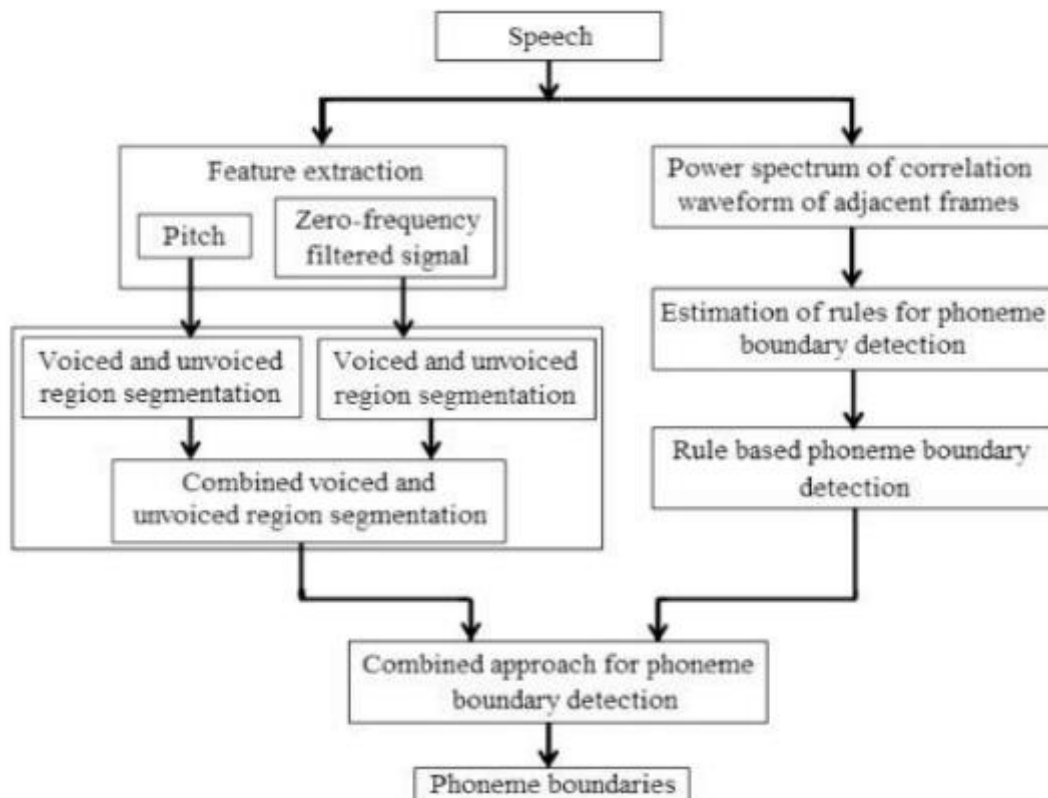 Speech
Feature extraction
Pitch
Zero-frequency
filtered signal
Voiced and unvoiced
region segmentation
Voiced and unvoiced
region segmentation
Combined voiced and
unvoiced region segmentation
Power spectrum of correlation
waveform of adjacent frames
Estimation of rules for phoneme
boundary detection
Rule based phoneme boundary
detection
Combined approach for phoneme
boundary detection
Phoneme boundaries